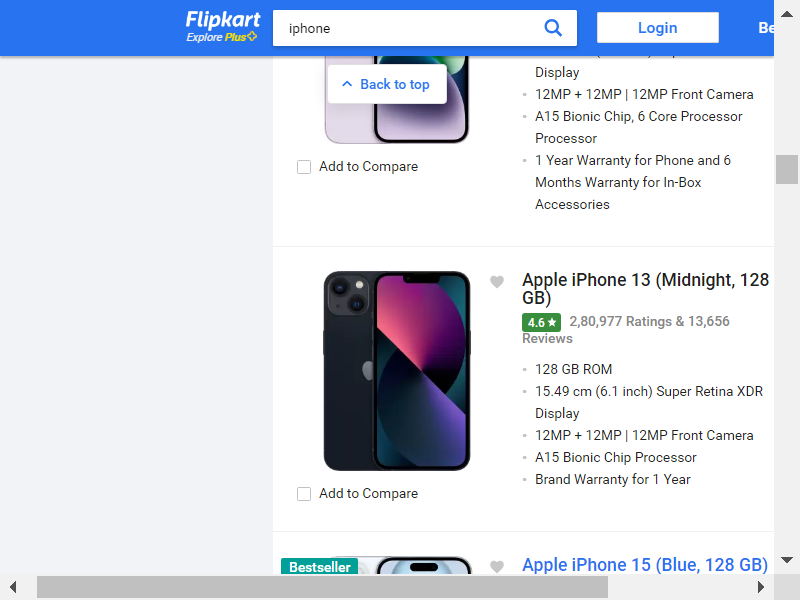 Flipkart
Explore Plus
iphone
Login
Back to top
Display
12MP + 12MP | 12MP Front Camera
A15 Bionic Chip, 6 Core Processor
Processor
1 Year Warranty for Phone and 6
Months Warranty for In-Box
Accessories
Add to Compare
Apple iPhone 13 (Midnight, 128
GB)
4.6 ★ 2,80,977 Ratings & 13,656
Reviews
128 GB ROM
15.49 cm (6.1 inch) Super Retina XDR
Display
12MP + 12MP | 12MP Front Camera
A15 Bionic Chip Processor
Brand Warranty for 1 Year
Add to Compare
Bestseller
Apple iPhone 15 (Blue, 128 GB)